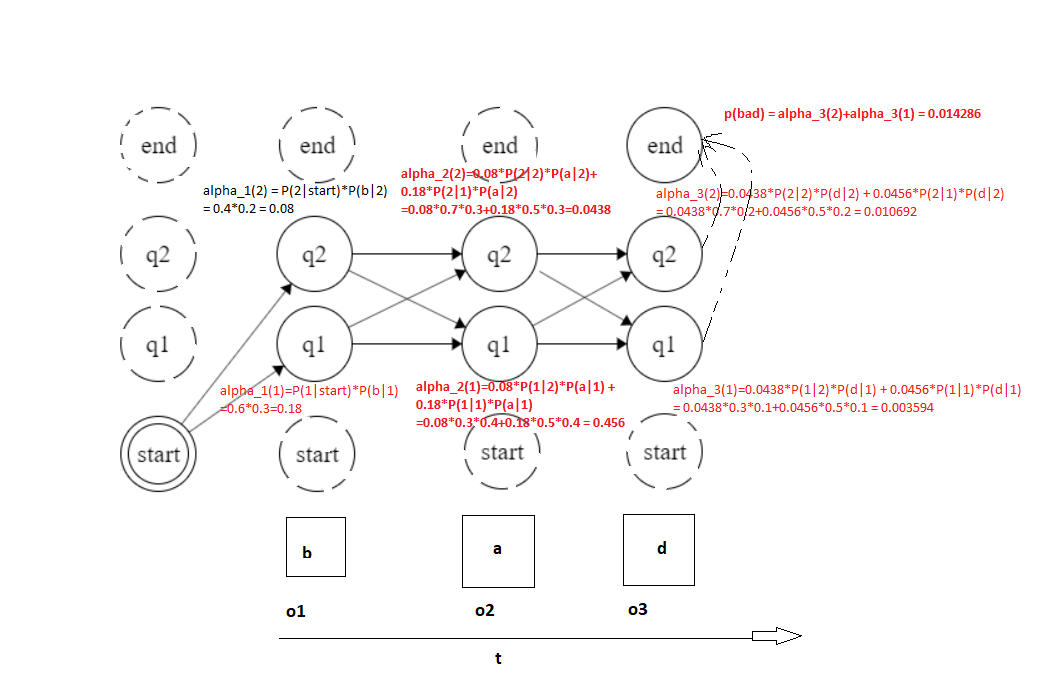 p(bad) = alpha_3(2)+alpha_3(1) = 0.014286
end
end
end
end
alpha_1(2) = P(2|start)*P(b|2)
= 0.4*0.2 = 0.08
alpha_2(2)=0.08*P(2|2)*P(a|2)+
0.18*P(2|1)*P(a|2)
=0.08*0.7*0.3+0.18*0.5*0.3=0.0438
alpha_3(2)=0.0438*P(2|2)*P(d|2) + 0.0456*P(2|1)*P(d|2)
= 0.0438*0.7*0.2+0.0456*0.5*0.2 = 0.010692
q2
q2
q2
q2
q1
q1
q1
q1
alpha_1(1)=P(1|start)*P(b|1)
=0.6*0.3=0.18
alpha_2(1)=0.08*P(1|2)*P(a|1) +
0.18*P(1|1)*P(a|1)
=0.08*0.3*0.4+0.18*0.5*0.4 = 0.456
alpha_3(1)=0.0438*P(1|2)*P(d|1) + 0.0456*P(1|1)*P(d|1)
= 0.0438*0.3*0.1+0.0456*0.5*0.1 = 0.003594
start
start
start
start
b
a
d
o1
o2
o3
t